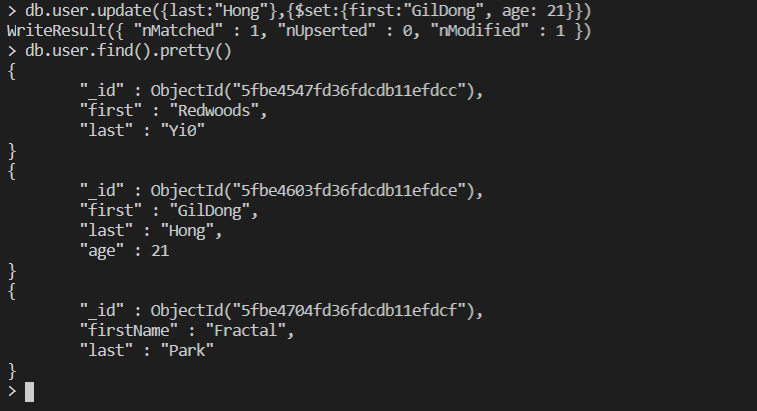 > db.user.update({last:"Hong"},{$set:{first:"GilDong", age: 21}})
WriteResult({ "nMatched" : 1, "nUpserted" : 0, "nModified" : 1 })
> db.user.find().pretty()
{
        "_id" : ObjectId("5fbe4547fd36fdcdb11efdcc"),
        "first" : "Redwoods",
        "last" : "Yi0"
}
{
        "_id" : ObjectId("5fbe4603fd36fdcdb11efdce"),
        "first" : "GilDong",
        "last" : "Hong",
        "age" : 21
}
{
        "_id" : ObjectId("5fbe4704fd36fdcdb11efdcf"),
        "firstName" : "Fractal",
        "last" : "Park"
}
>